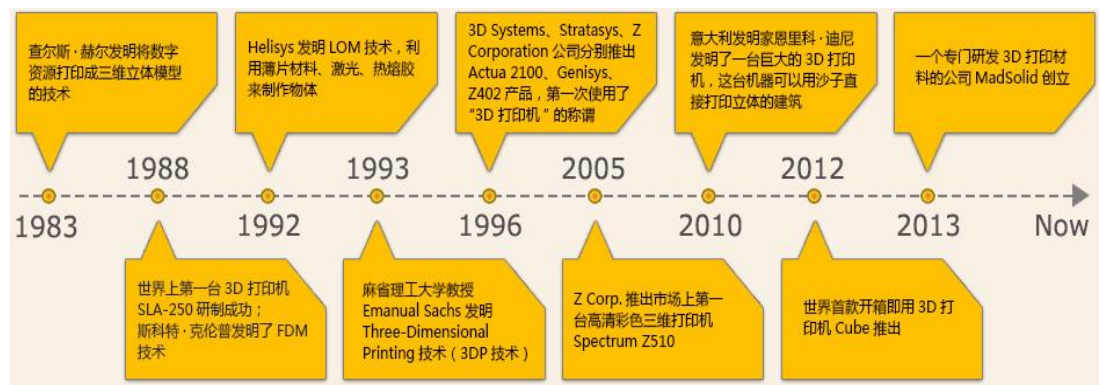 查尔斯·赫尔发明将数字
资源打印成三维立体模型
的技术
Helisys 发明 LOM 技术，利
用薄片材料、激光、热熔胶
来制作物体
3D Systems、Stratasys、Z
Corporation 公司分别推出
Actua 2100、Genisys、
Z402 产品，第一次使用了
“3D 打印机”的称谓
意大利发明家恩里科·迪尼
发明了一台巨大的 3D 打印
机，这台机器可以用沙子直
接打印立体的建筑
一个专门研发 3D 打印材
料的公司 MadSolid 创立
1988
1993
2005
2012
1983
1992
1996
2010
2013
Now
世界上第一台 3D 打印机
SLA-250 研制成功；
斯科特·克伦普发明了 FDM
技术
麻省理工大学教授
Emanual Sachs 发明
Three-Dimensional
Printing 技术（3DP 技术）
Z Corp. 推出市场上第一
台高清彩色三维打印机
Spectrum Z510
世界首款开箱即用 3D 打
印机 Cube 推出